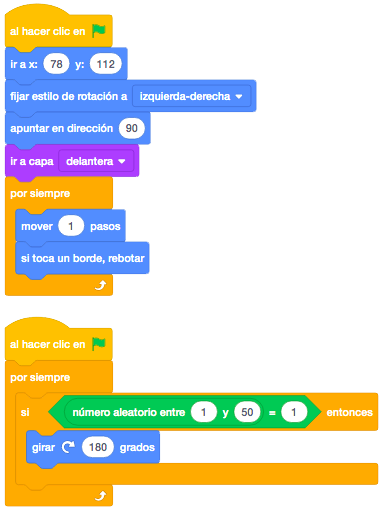 al hacer clic en
ir a x: 78 y: 112
fijar estilo de rotación a izquierda-derecha
apuntar en dirección 90
ir a capa delantera
por siempre
mover 1 pasos
si toca un borde, rebotar
al hacer clic en
por siempre
si número aleatorio entre 1 y 50 = 1 entonces
girar 180 grados